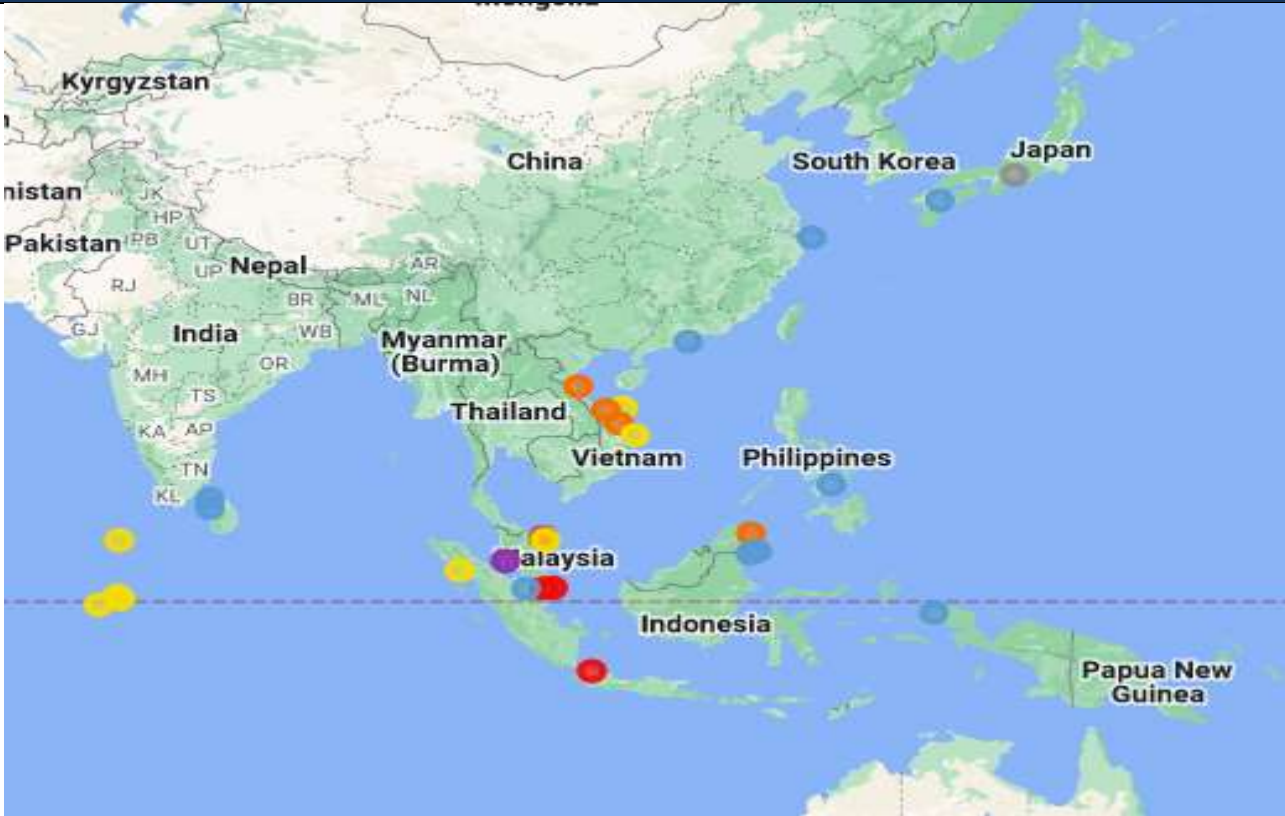 Mongolia
Kyrgyzstan
China
South Korea
Japan
nistan
JK
HP
Pakistan
PB
UT
UP
Nepal
AR
RJ
BR
ML
NL
GJ
India
WB
Myanmar
(Burma)
OR
MH
TS
Thailand
KA
AP
Vietnam
Philippines
TN
KL
alaysia
Indonesia
Papua New
Guinea